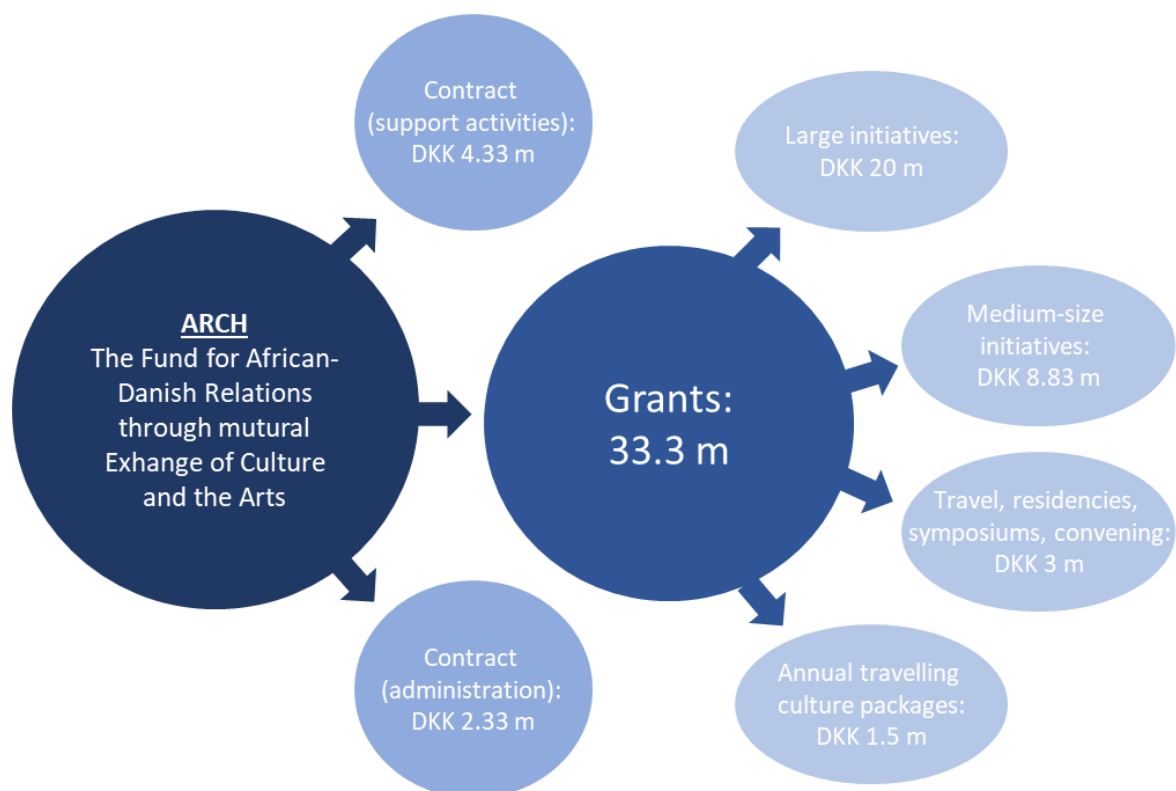 ARCH
The Fund for African-
Danish Relations
through mutural
Exhange of Culture
and the Arts
Contract
(support activities):
DKK 4.33 m
Grants:
33.3 m
Contract
(administration):
DKK 2.33 m
Large initiatives:
DKK 20 m
Medium-size
initiatives:
DKK 8.83 m
Travel, residencies,
symposiums, convening:
DKK 3 m
Annual travelling
culture packages:
DKK 1.5 m